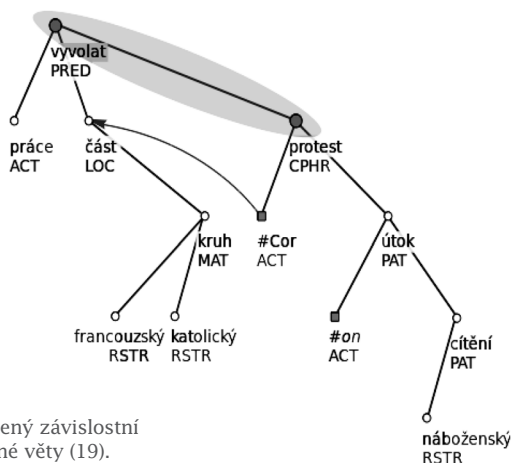 vyvolat
PRED
práce
ACT
část
LOC
protest
CPHR
kruh
MAT
#Cor
ACT
útok
PAT
francouzský
RSTR
katolický
RSTR
#on
ACT
cítění
PAT
náboženský
RSTR
ený závislostní
né věty (19).